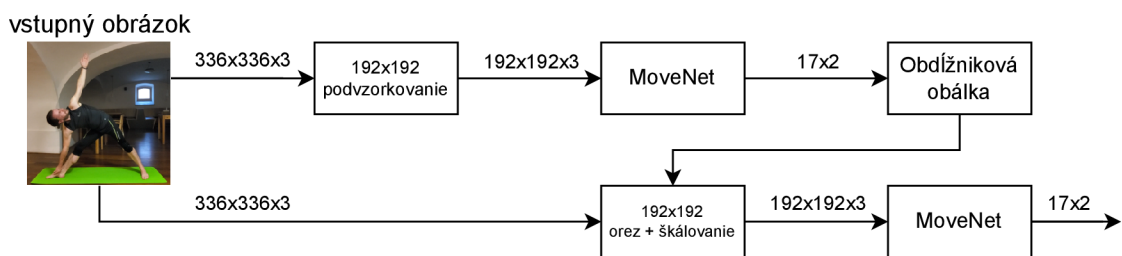 vstupný obrázok
336x336x3
192x192
podvzorkovanie
192x192x3
MoveNet
17x2
Obdĺžniková
obálka
336x336x3
192x192
orez + škálovanie
192x192x3
MoveNet
17x2